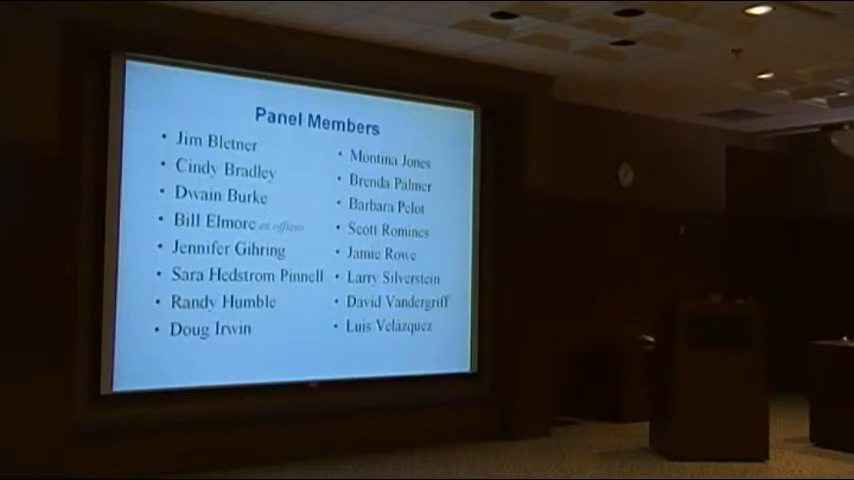 Panel Members
• Jim Bletner
• Cindy Bradley
• Dwain Burke
• Bill Elmore ex officio
• Jennifer Gihring
• Sara Hedstrom Pinnell
• Randy Humble
• Doug Irwin
• Montina Jones
• Brenda Palmer
• Barbara Pelot
• Scott Romines
• Jamie Rowe
• Larry Silverstein
• David Vandergriff
• Luis Velázquez